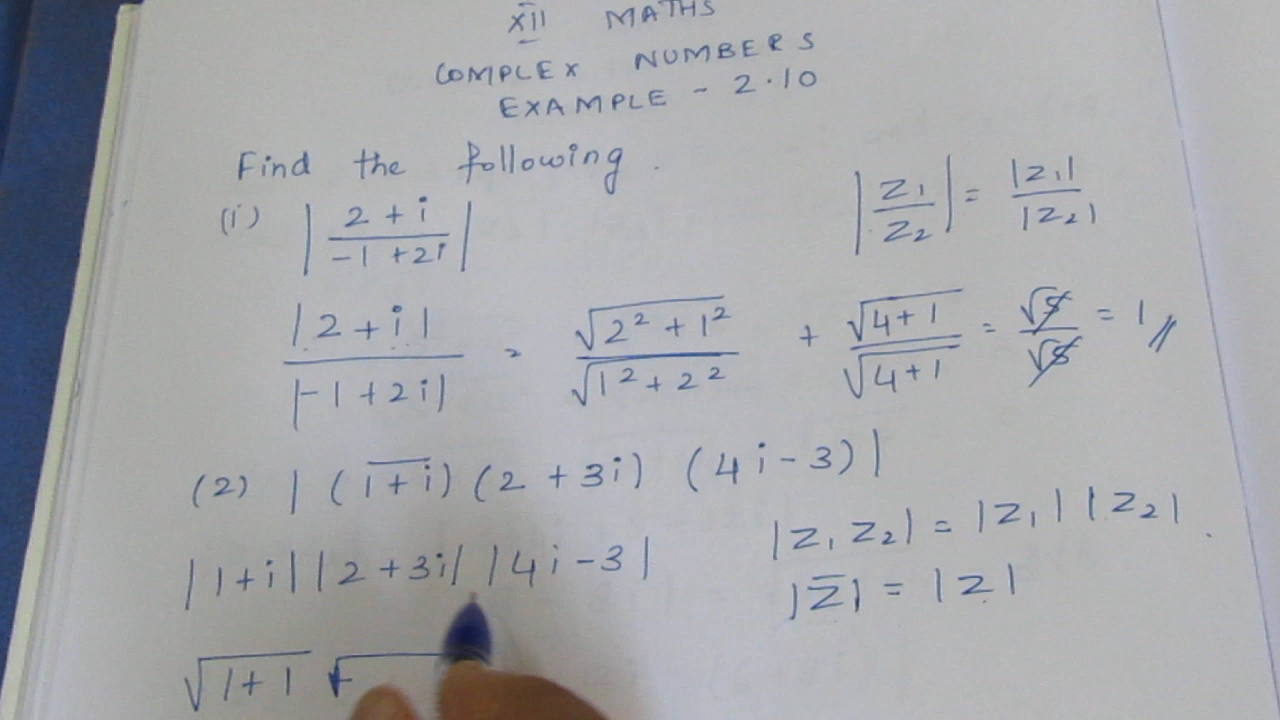 XII MATHS
COMPLEX NUMBERS
EXAMPLE - 2.10
Find the following.
(i) |(2 + i)/(-1 + 2i)| |z₁/z₂| = |z₁|/|z₂|
|2 + i|/|-1 + 2i| = √(2² + 1²)/√(1² + 2²) + √(4+1)/√(4+1) = √5/√5 = 1 //
(2) | (1̅+̅i̅) (2 + 3i) (4i - 3) |
|z₁ z₂| = |z₁| |z₂|.
|1+i| |2+3i| |4i-3| |z̅| = |z|
√(1+1) √